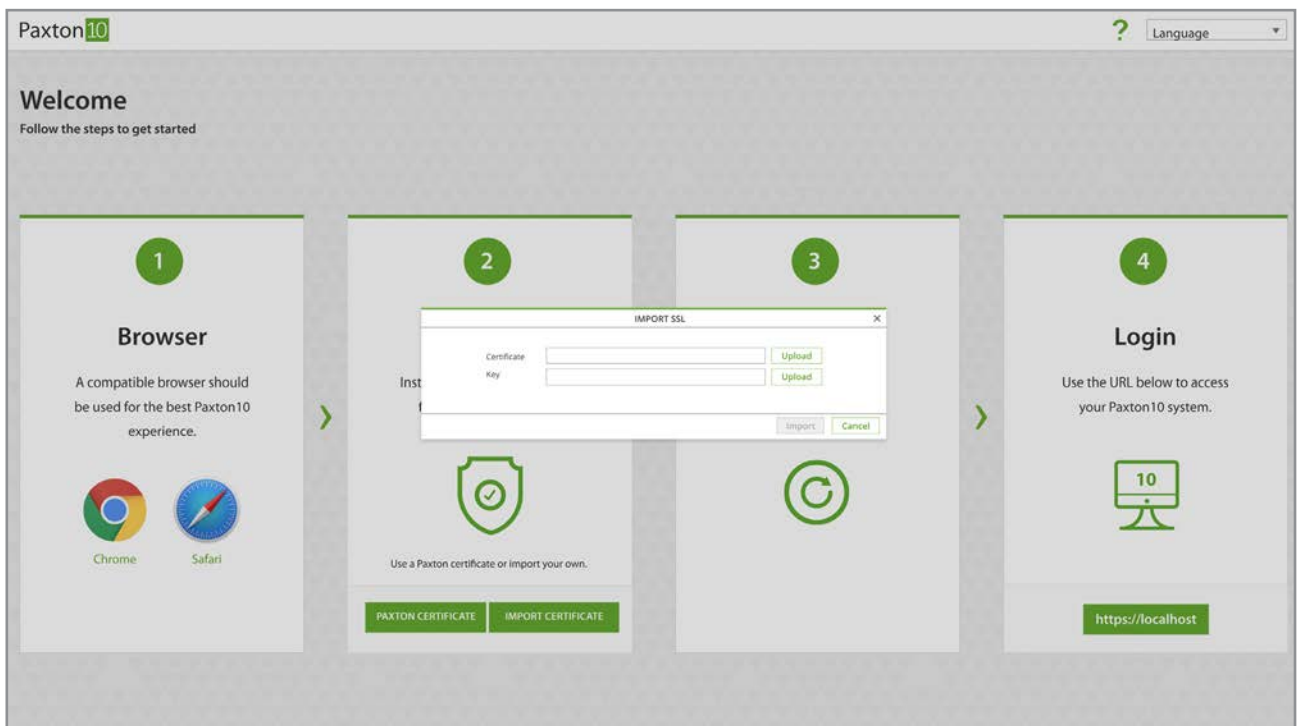 Paxton10
? Language
Welcome
Follow the steps to get started
1
Browser
A compatible browser should
be used for the best Paxton10
experience.
Chrome
Safari
2
Inst
f
Use a Paxton certificate or import your own.
PAXTON CERTIFICATE
IMPORT CERTIFICATE
IMPORT SSL
Certificate
Upload
Key
Upload
Import
Cancel
3
4
Login
Use the URL below to access
your Paxton10 system.
10
https://localhost